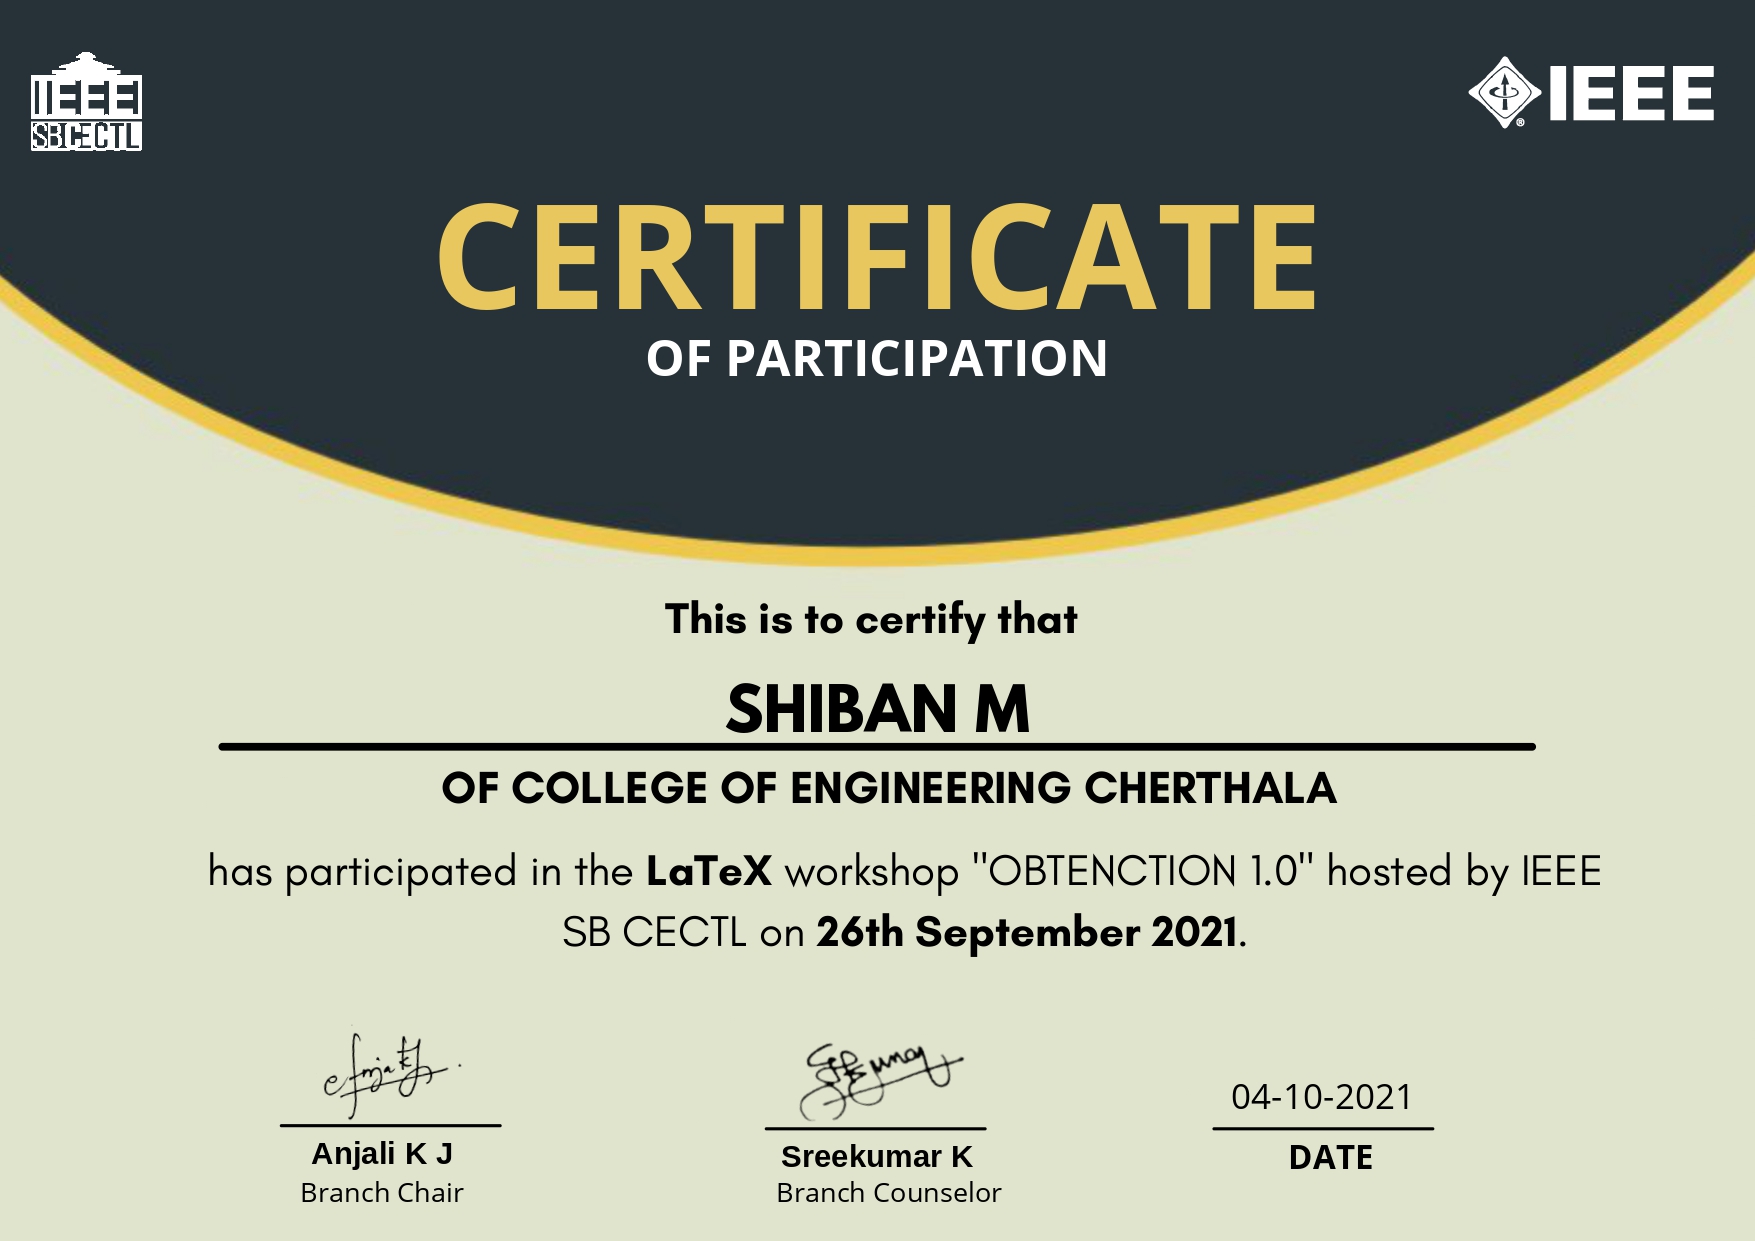 IEEE
SB CECTL
IEEE
CERTIFICATE
OF PARTICIPATION
This is to certify that
SHIBAN M
OF COLLEGE OF ENGINEERING CHERTHALA
has participated in the LaTeX workshop "OBTENCTION 1.0" hosted by IEEE
SB CECTL on 26th September 2021.
04-10-2021
Anjali K J
Sreekumar K
DATE
Branch Chair
Branch Counselor